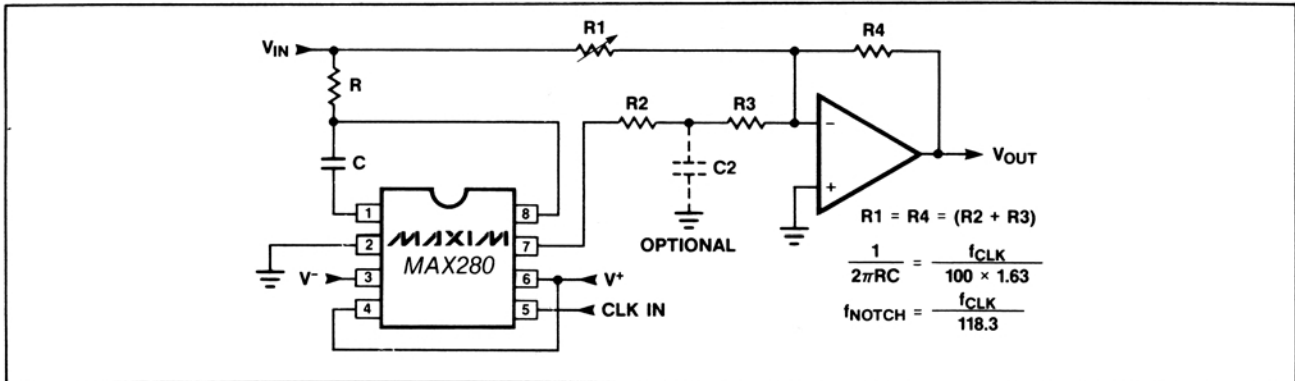 R1
R4
VIN
R
R2
R3
C
C2
−
+
VOUT
1
8
MAXIM
2
7
MAX280
OPTIONAL
V−
3
6
V+
4
5
CLK IN
R1 = R4 = (R2 + R3)
1/2πRC = fCLK/100 × 1.63
fNOTCH = fCLK/118.3